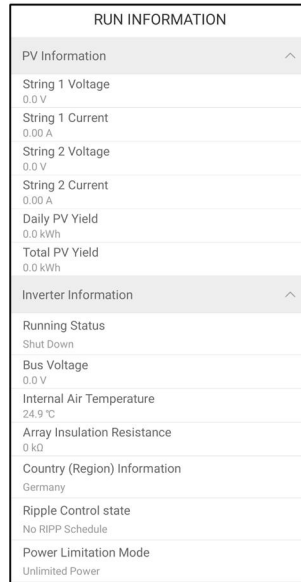 RUN INFORMATION
PV Information
String 1 Voltage
0.0 V
String 1 Current
0.00 A
String 2 Voltage
0.0 V
String 2 Current
0.00 A
Daily PV Yield
0.0 kWh
Total PV Yield
0.0 kWh
Inverter Information
Running Status
Shut Down
Bus Voltage
0.0 V
Internal Air Temperature
24.9 ℃
Array Insulation Resistance
0 kΩ
Country (Region) Information
Germany
Ripple Control state
No RIPP Schedule
Power Limitation Mode
Unlimited Power